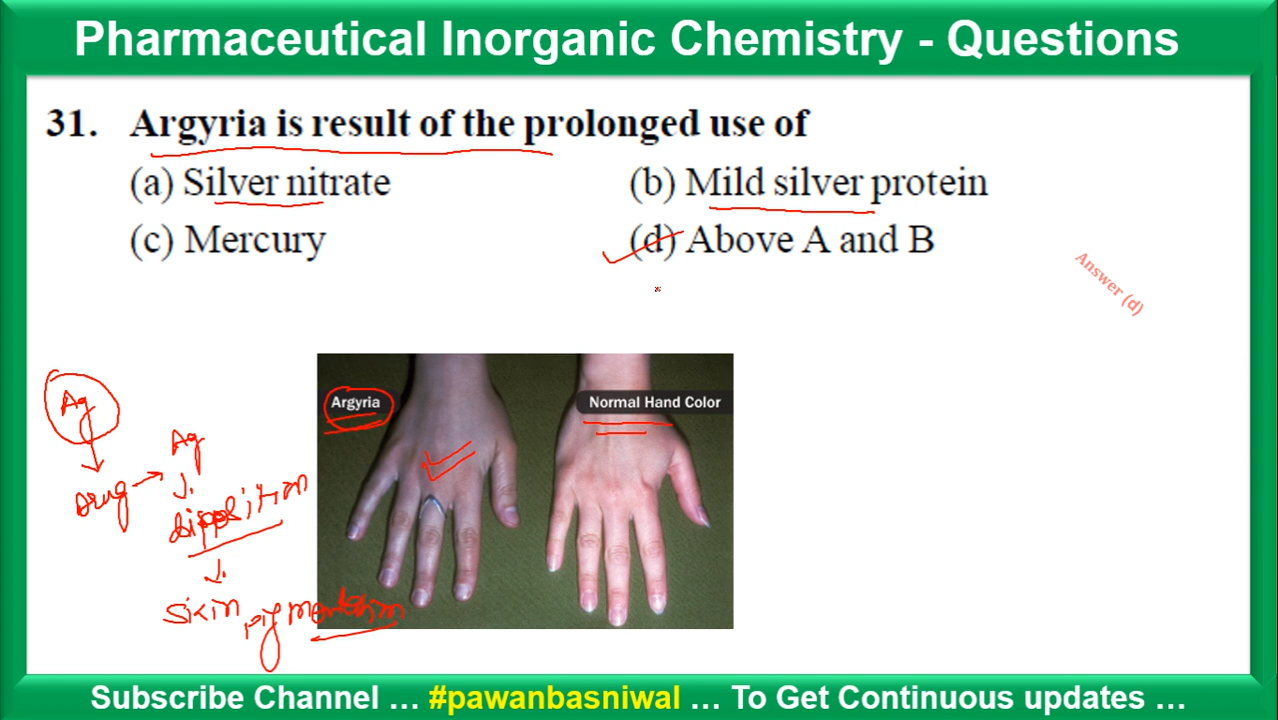 Pharmaceutical Inorganic Chemistry - Questions
31. Argyria is result of the prolonged use of
(a) Silver nitrate (b) Mild silver protein
(c) Mercury (d) Above A and B
Answer (d)
Argyria Normal Hand Color
Ag
Ag
Drug
skin pigmentation
Subscribe Channel ... #pawanbasniwal ... To Get Continuous updates ...